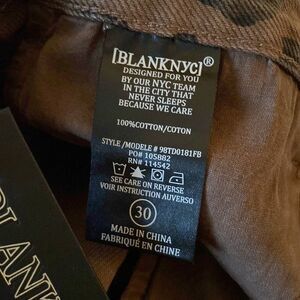 [BLANKNYC]®
DESIGNED FOR YOU
BY OUR NYC TEAM
IN THE CITY THAT
NEVER SLEEPS
BECAUSE WE CARE
100%COTTON/COTON
STYLE/MODELE # 98TD0181FB
PO# 105882
RN# 114542
SEE CARE ON REVERSE
VOIR INSTRUCTION AUVERSO
30
MADE IN CHINA
FABRIQUÉ EN CHINE
BLANK